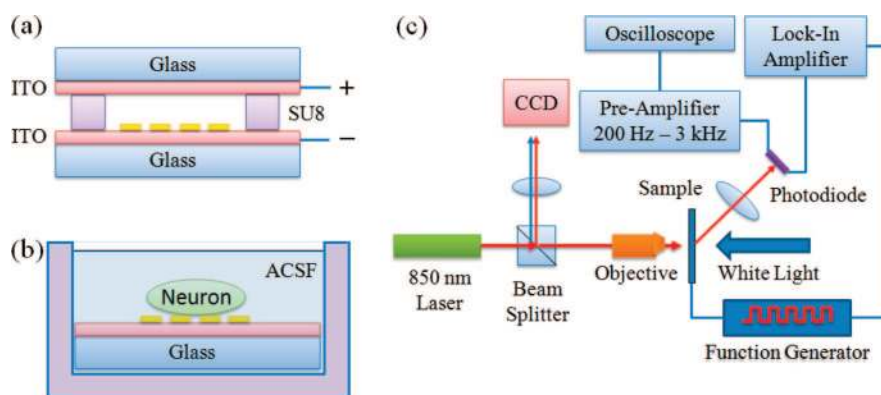 (a)
Glass
ITO
+
SU8
ITO
−
Glass
(b)
ACSF
Neuron
Glass
(c)
Oscilloscope
Lock-In
Amplifier
CCD
Pre-Amplifier
200 Hz – 3 kHz
Sample
Photodiode
850 nm
Laser
Beam
Splitter
Objective
White Light
Function Generator